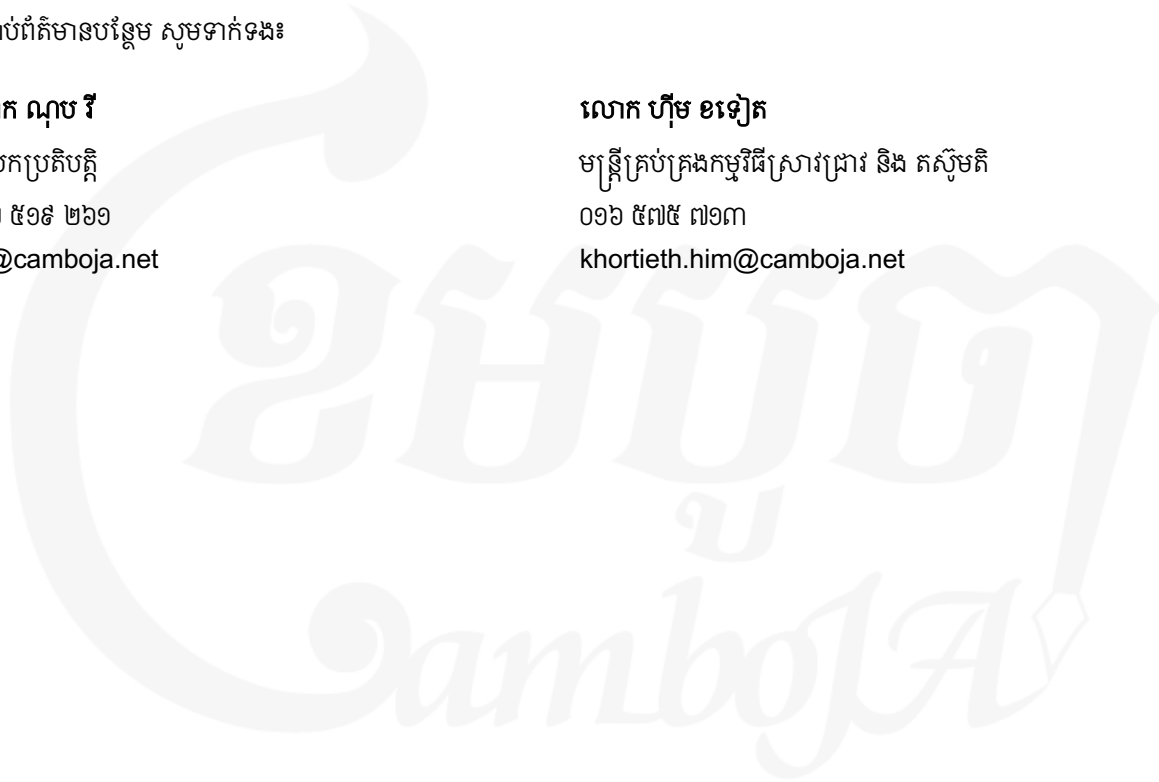 ព័ត៌មានបន្ថែម សូមទាក់ទង៖
ណុប វី
ប្រតិបត្តិ
៥១៩ ២៦១
@camboja.net
លោក ហ៊ីម ខទៀត
មន្ត្រីគ្រប់គ្រងកម្មវិធីស្រាវជ្រាវ និង តស៊ូមតិ
០១៦ ៥៧៥ ៧១៣
khortieth.him@camboja.net
ខមបូចា
CamboJA